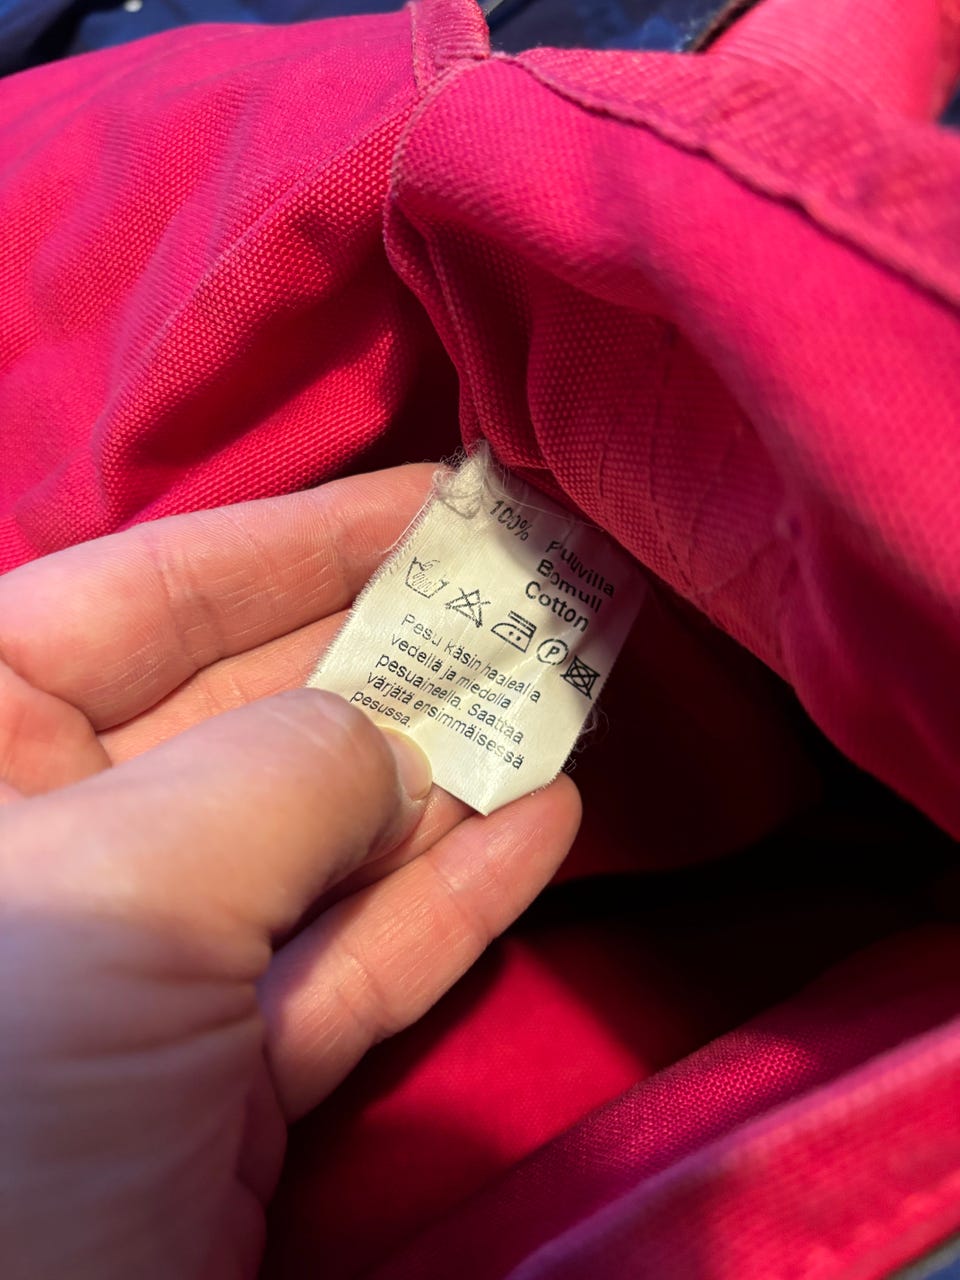 100%
Puuvilla
Bomull
Cotton
P
Pesu käsin haalealla
vedellä ja miedolla
pesuaineella. Saattaa
värjätä ensimmäisessä
pesussa.